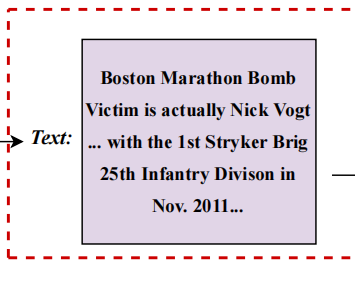 Text:
Boston Marathon Bomb
Victim is actually Nick Vogt
... with the 1st Stryker Brig
25th Infantry Divison in
Nov. 2011...